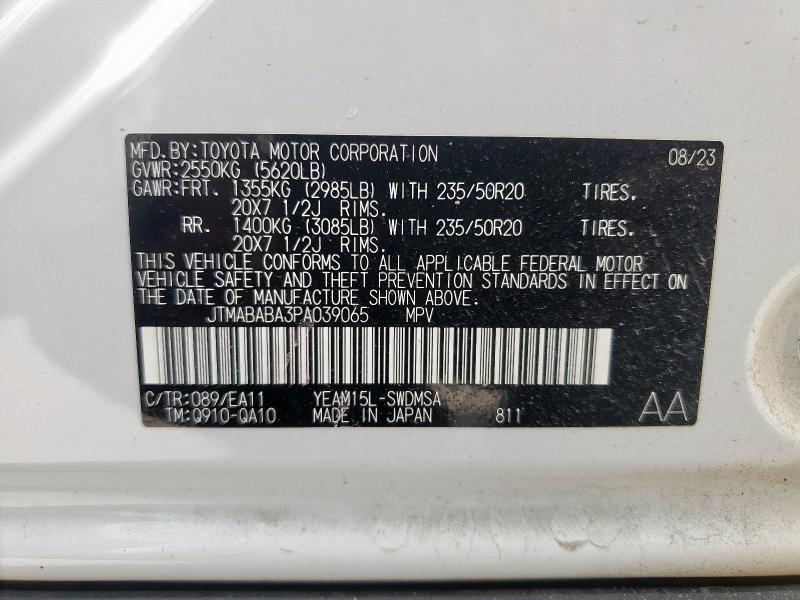 MFD.BY:TOYOTA MOTOR CORPORATION 08/23
GVWR:2550KG (5620LB)
GAWR:FRT. 1355KG (2985LB) WITH 235/50R20 TIRES.
20X7 1/2J RIMS.
RR. 1400KG (3085LB) WITH 235/50R20 TIRES.
20X7 1/2J RIMS.
THIS VEHICLE CONFORMS TO ALL APPLICABLE FEDERAL MOTOR
VEHICLE SAFETY AND THEFT PREVENTION STANDARDS IN EFFECT ON
THE DATE OF MANUFACTURE SHOWN ABOVE.
JTMABABA3PA039065 MPV
C/TR:089/EA11 YEAM15L-SWDMSA AA
TM:Q910-QA10 MADE IN JAPAN 811